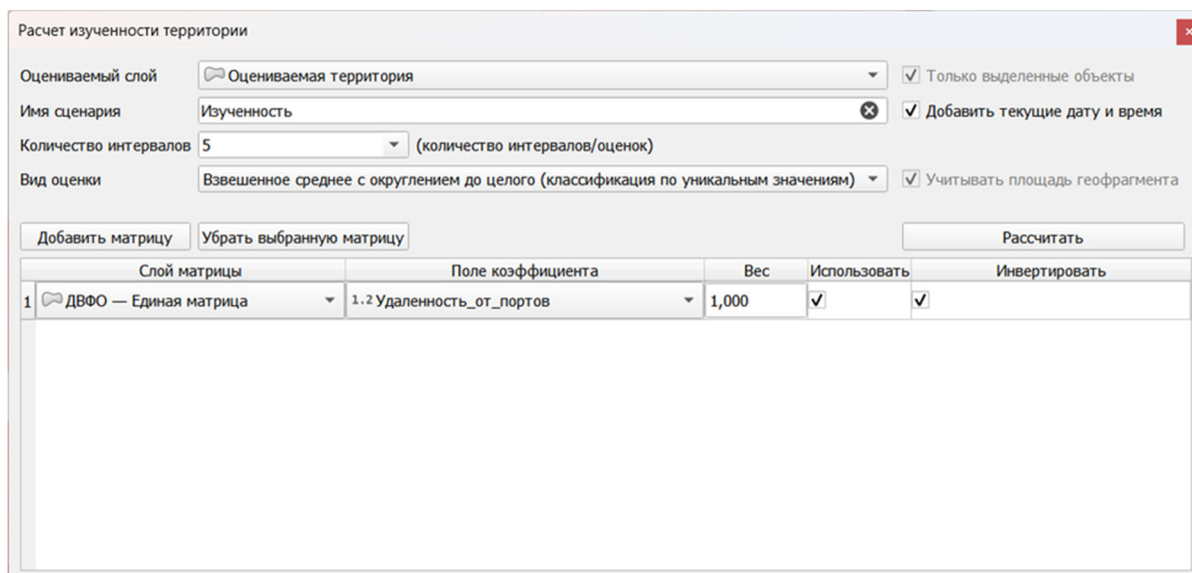 Расчет изученности территории
Оцениваемый слой Оцениваемая территория Только выделенные объекты
Имя сценария Изученность Добавить текущие дату и время
Количество интервалов 5 (количество интервалов/оценок)
Вид оценки Взвешенное среднее с округлением до целого (классификация по уникальным значениям) Учитывать площадь геофрагмента
Добавить матрицу Убрать выбранную матрицу Рассчитать
Слой матрицы Поле коэффициента Вес Использовать Инвертировать
1 ДВФО — Единая матрица 1.2 Удаленность_от_портов 1,000